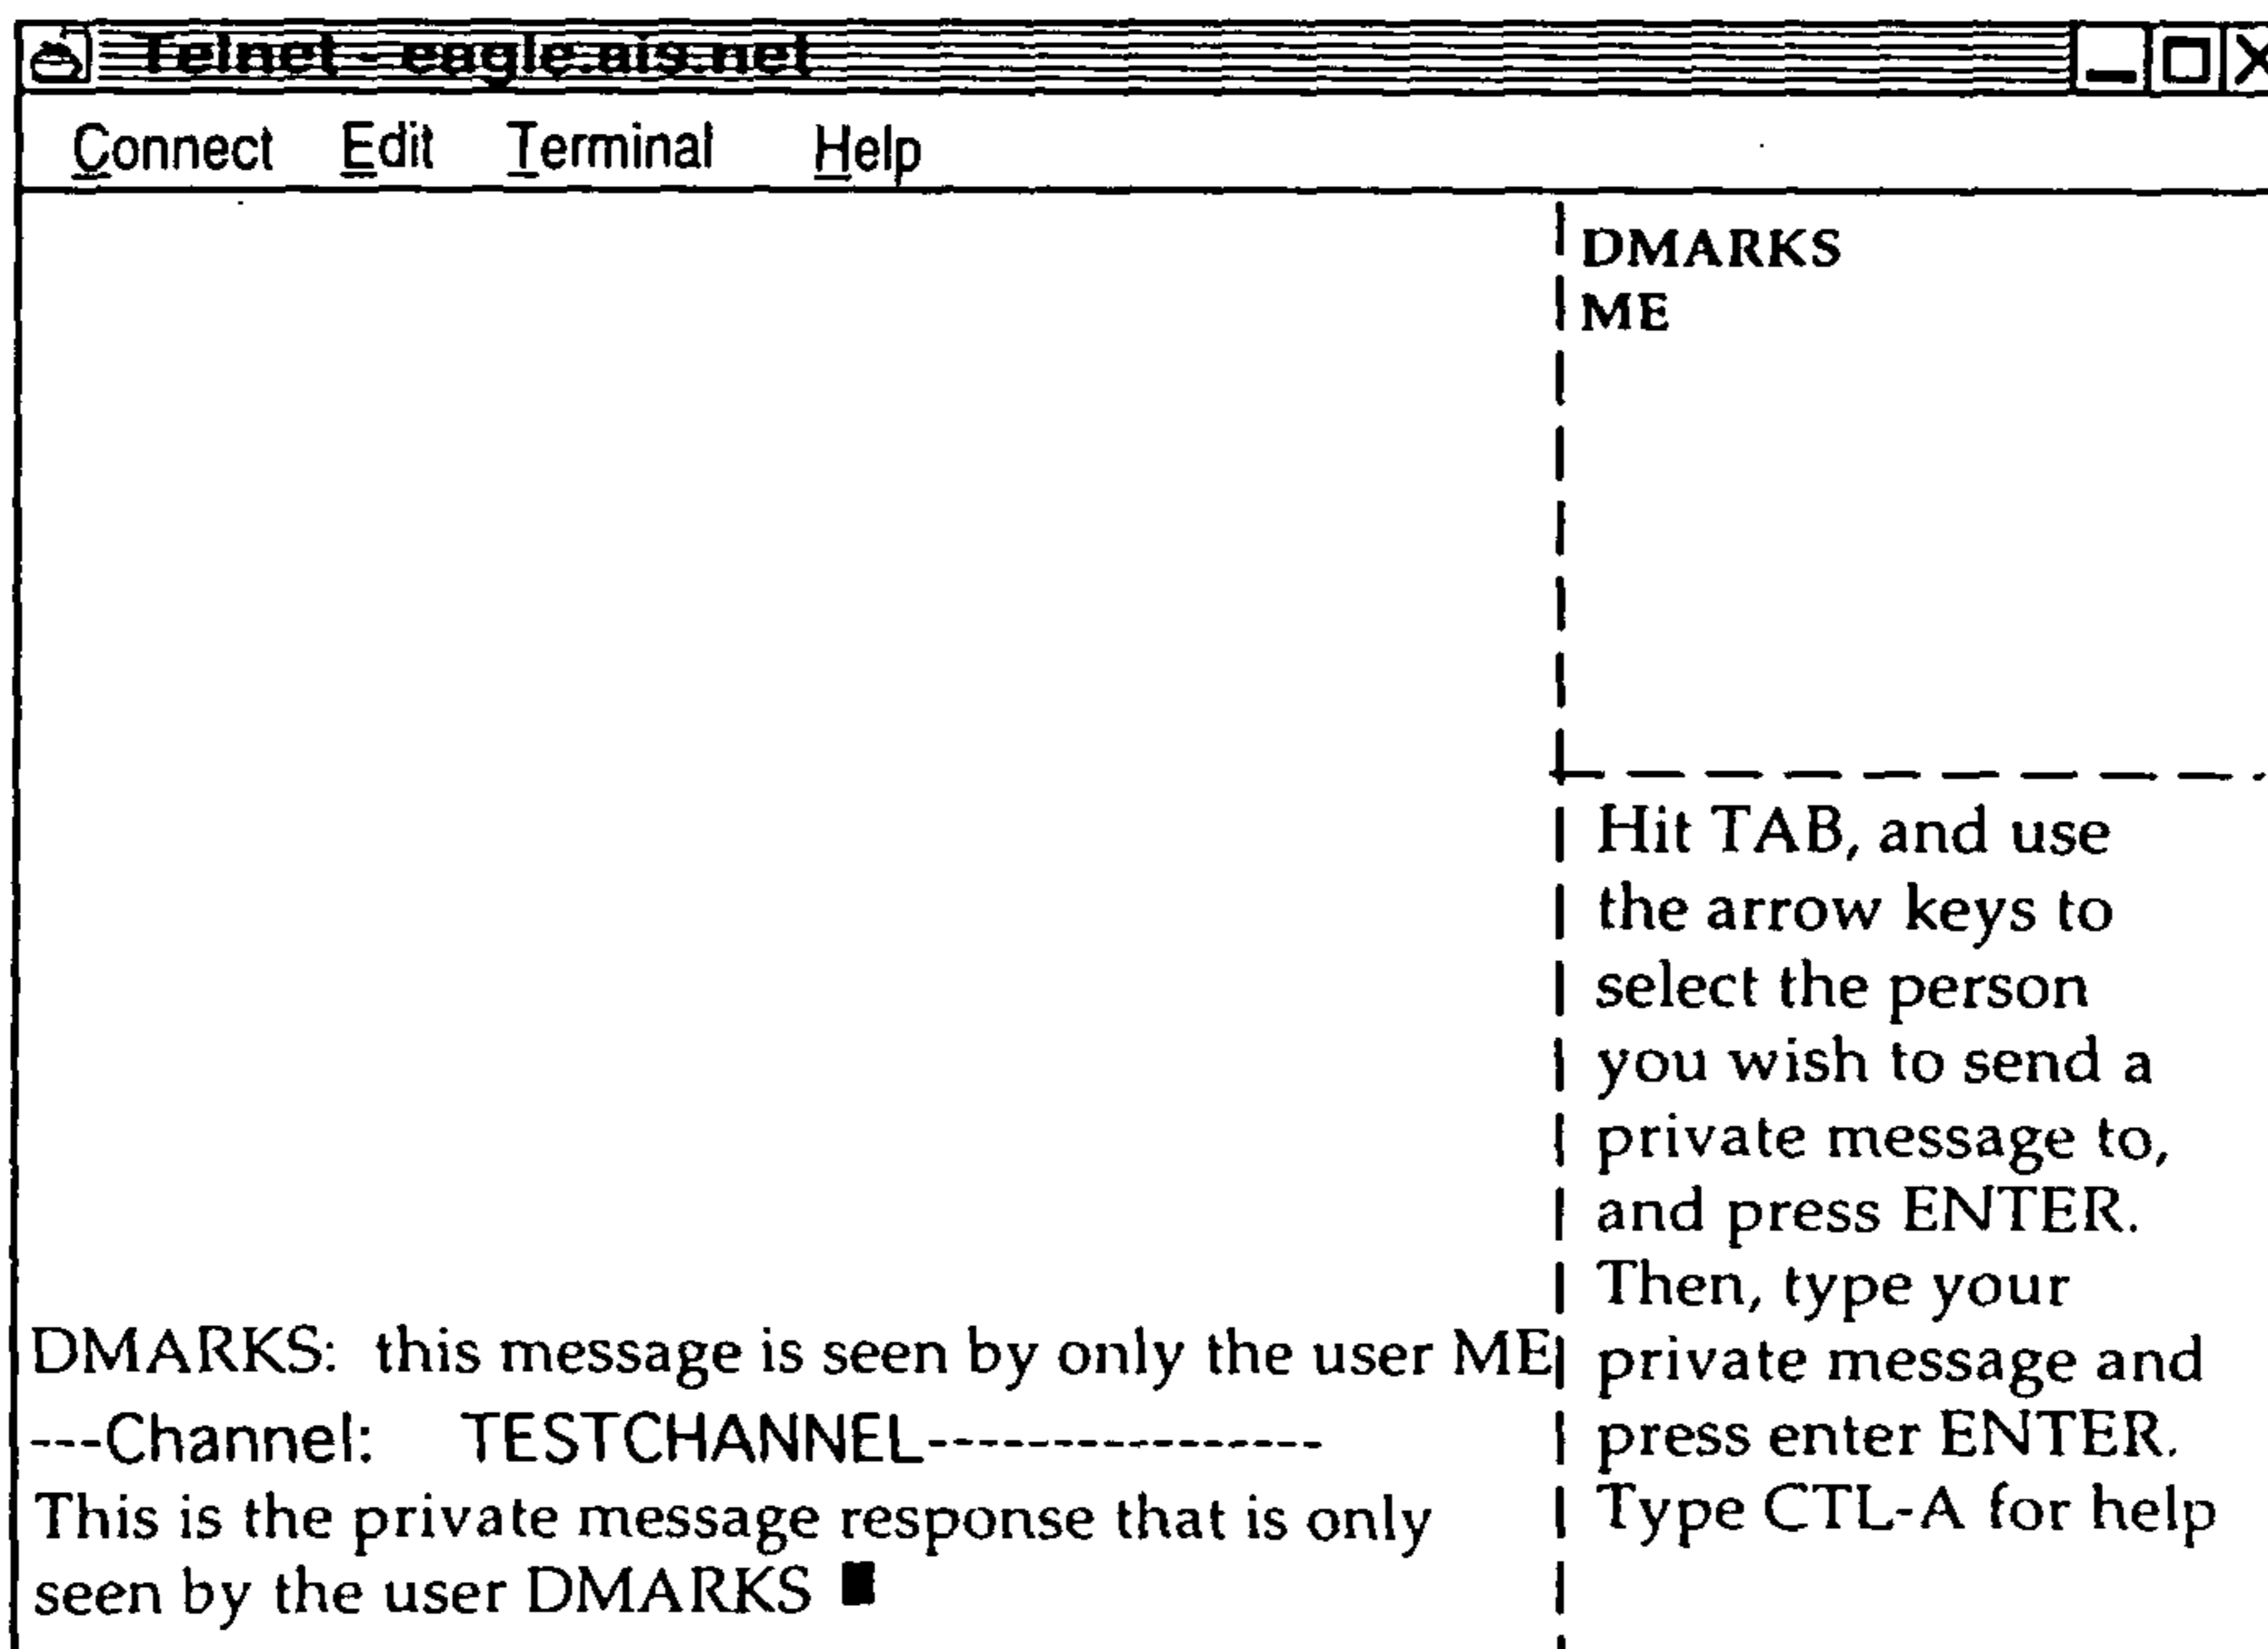 Telnet - eagle.ais.net
Connect Edit Terminal Help
DMARKS
ME
Hit TAB, and use
the arrow keys to
select the person
you wish to send a
private message to,
and press ENTER.
Then, type your
private message and
press enter ENTER.
Type CTL-A for help
DMARKS: this message is seen by only the user ME
---Channel: TESTCHANNEL----------------
This is the private message response that is only
seen by the user DMARKS